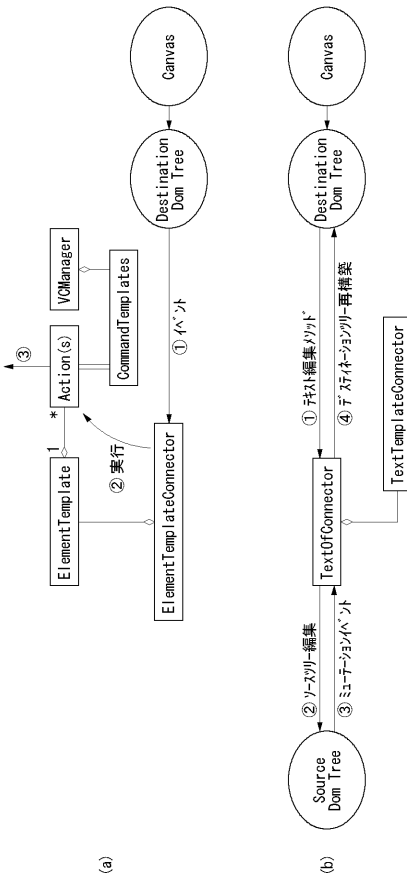 (a)
ElementTemplate
1
*
Action(s)
③
VCManager
CommandTemplates
② 実行
ElementTemplateConnector
① イベント
Destination
Dom Tree
Canvas
(b)
Source
Dom Tree
② ソースツリー編集
③ ミューテーションイベント
TextOfConnector
TextTemplateConnector
① テキスト編集メソッド
④ デスティネーションツリー再構築
Destination
Dom Tree
Canvas